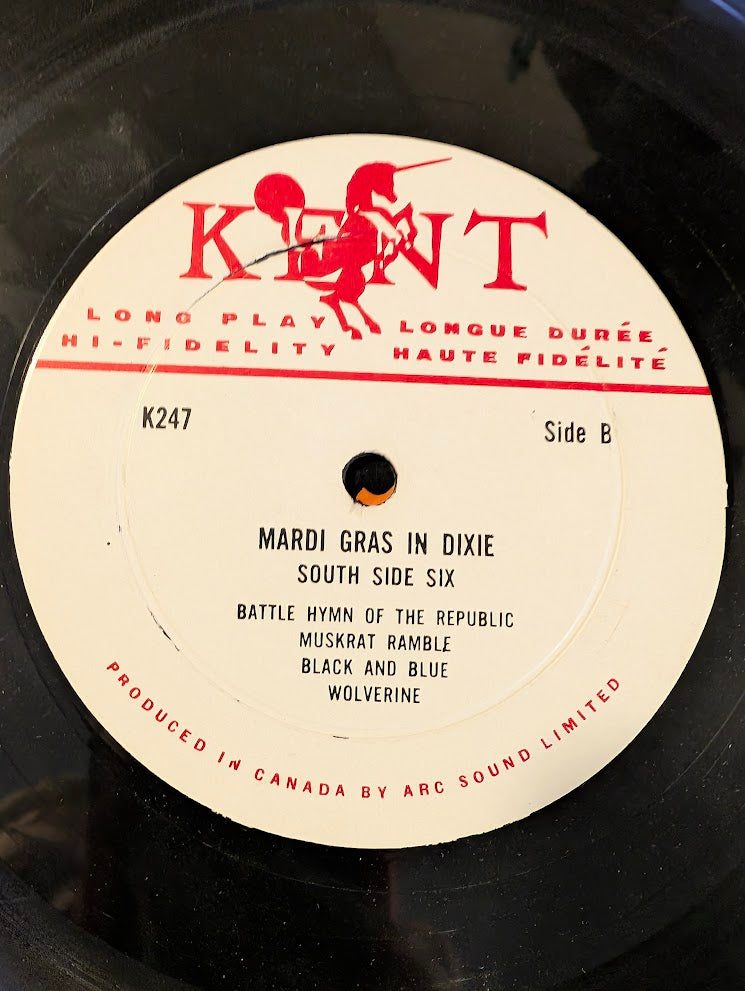 KENT
LONG PLAY LONGUE DURÉE,
HI-FIDELITY HAUTE FIDÉLITÉ
K247 Side B
MARDI GRAS IN DIXIE
SOUTH SIDE SIX
BATTLE HYMN OF THE REPUBLIC
MUSKRAT RAMBLE
BLACK AND BLUE
WOLVERINE
PRODUCED IN CANADA BY ARC SOUND LIMITED